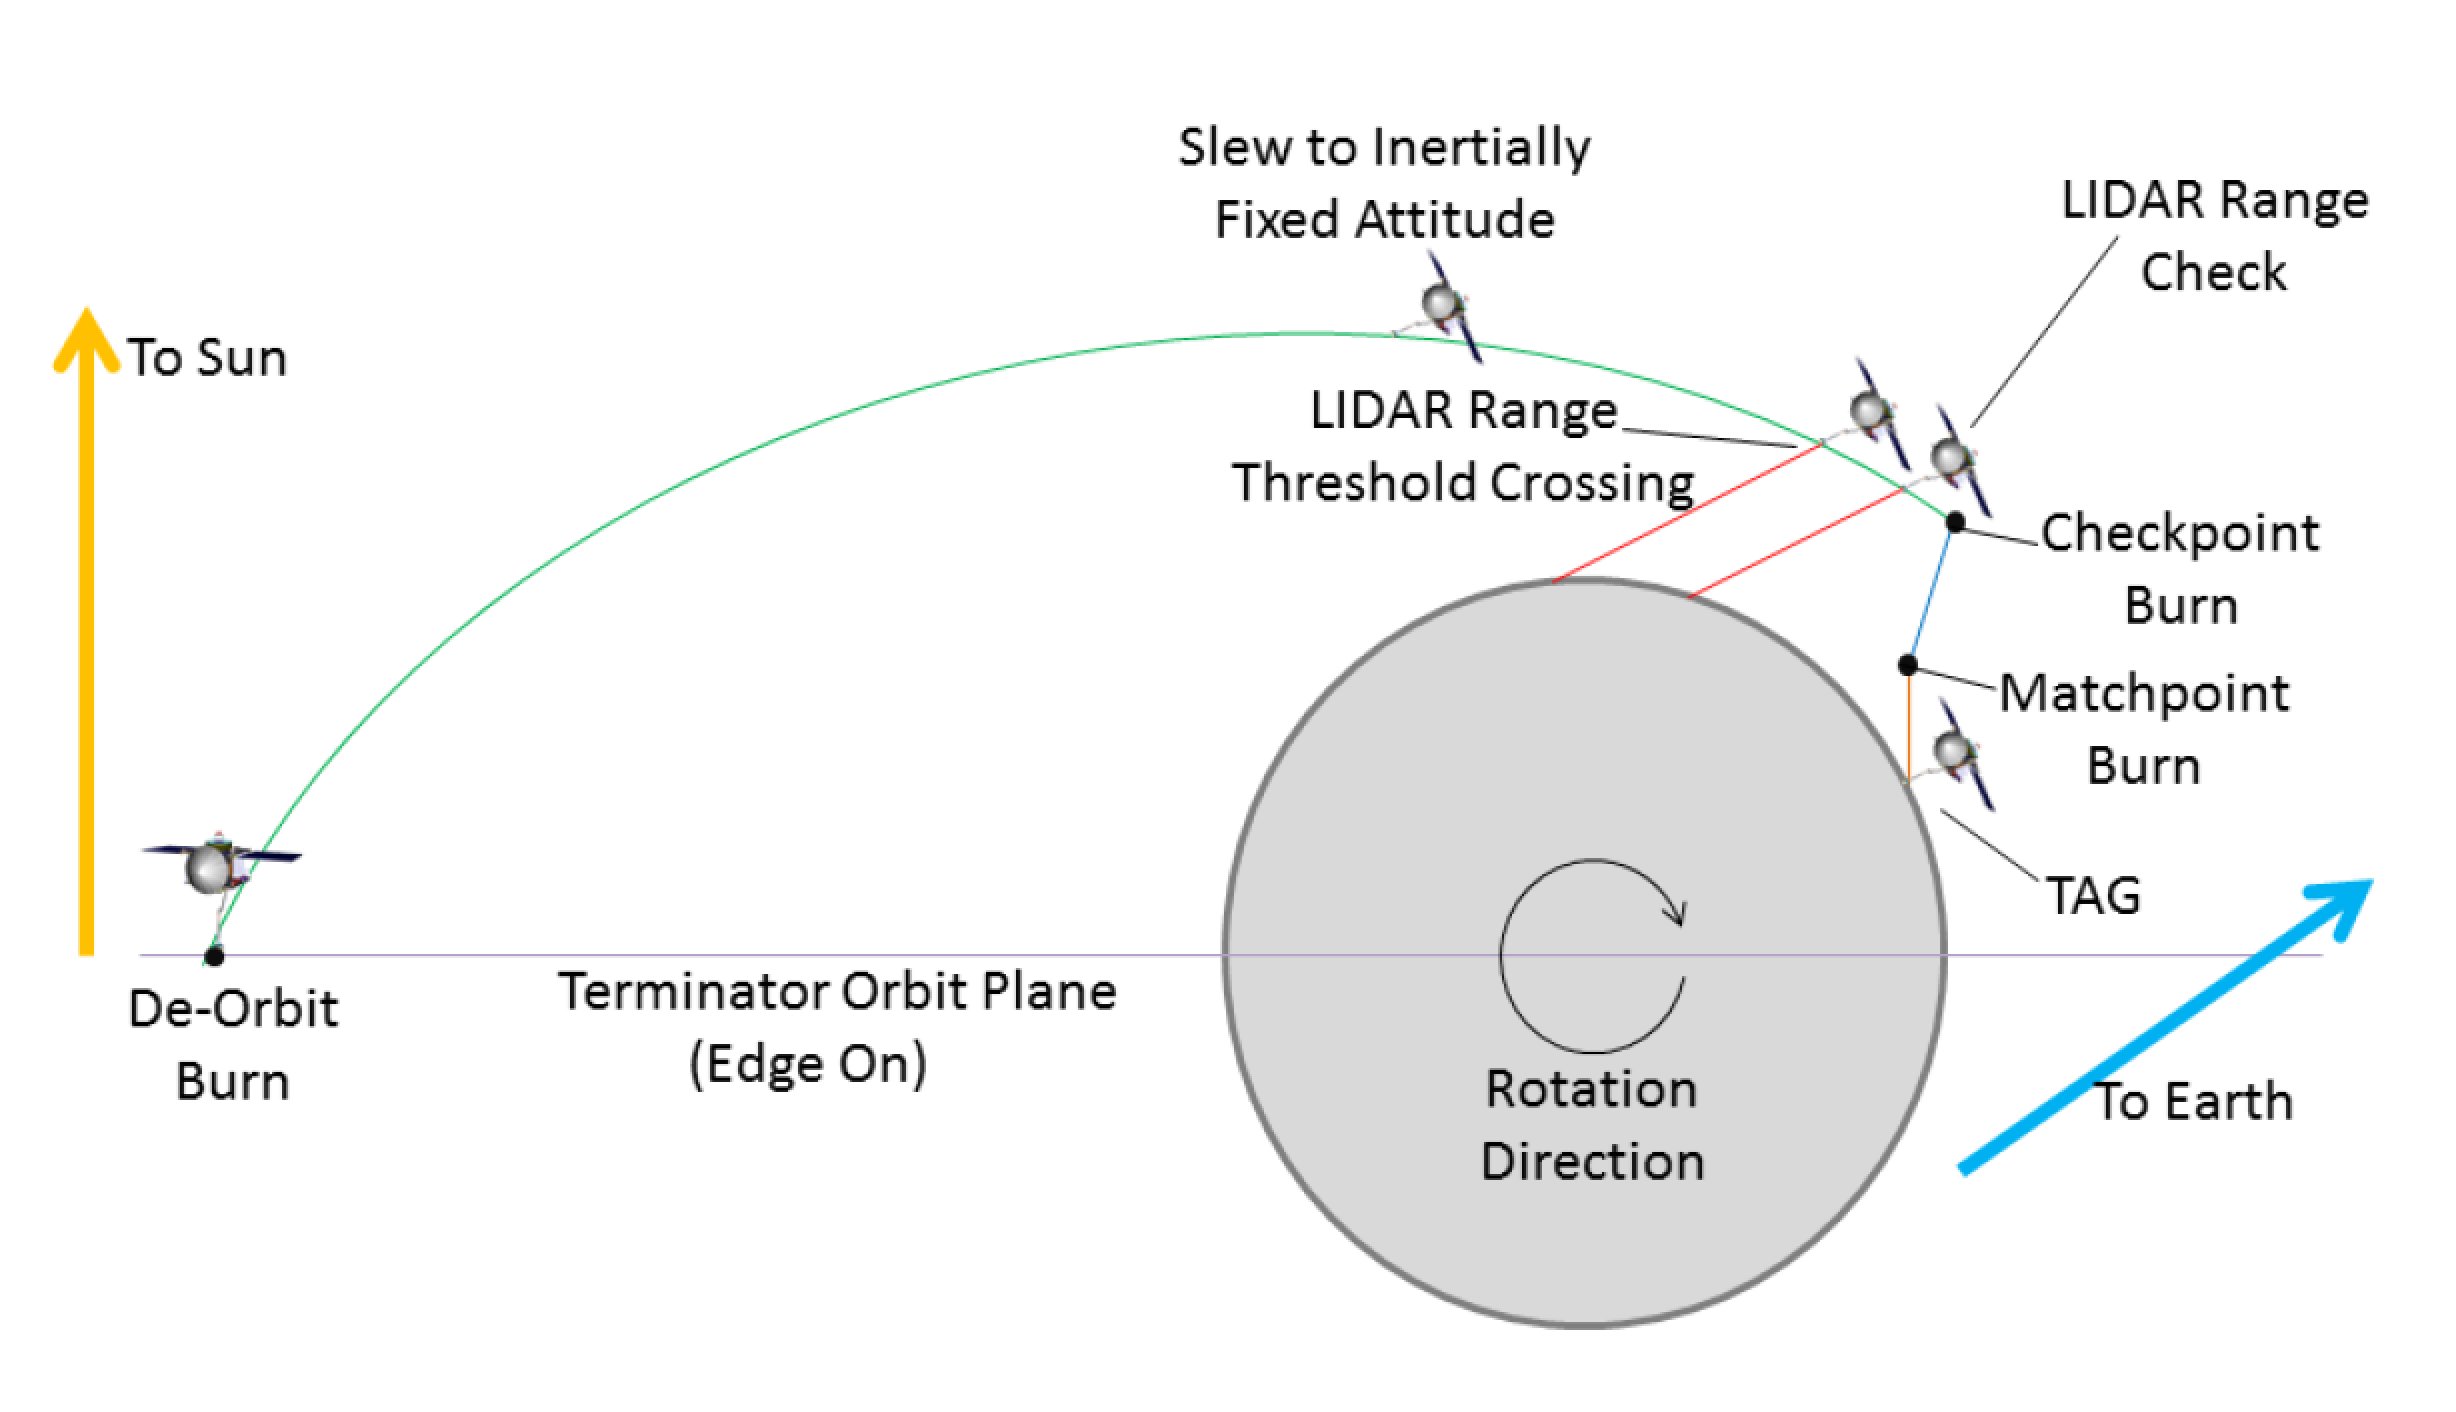 Slew to Inertially
Fixed Attitude
LIDAR Range
Check
To Sun
LIDAR Range
Threshold Crossing
Checkpoint
Burn
Matchpoint
Burn
TAG
De-Orbit
Burn
Terminator Orbit Plane
(Edge On)
Rotation
Direction
To Earth